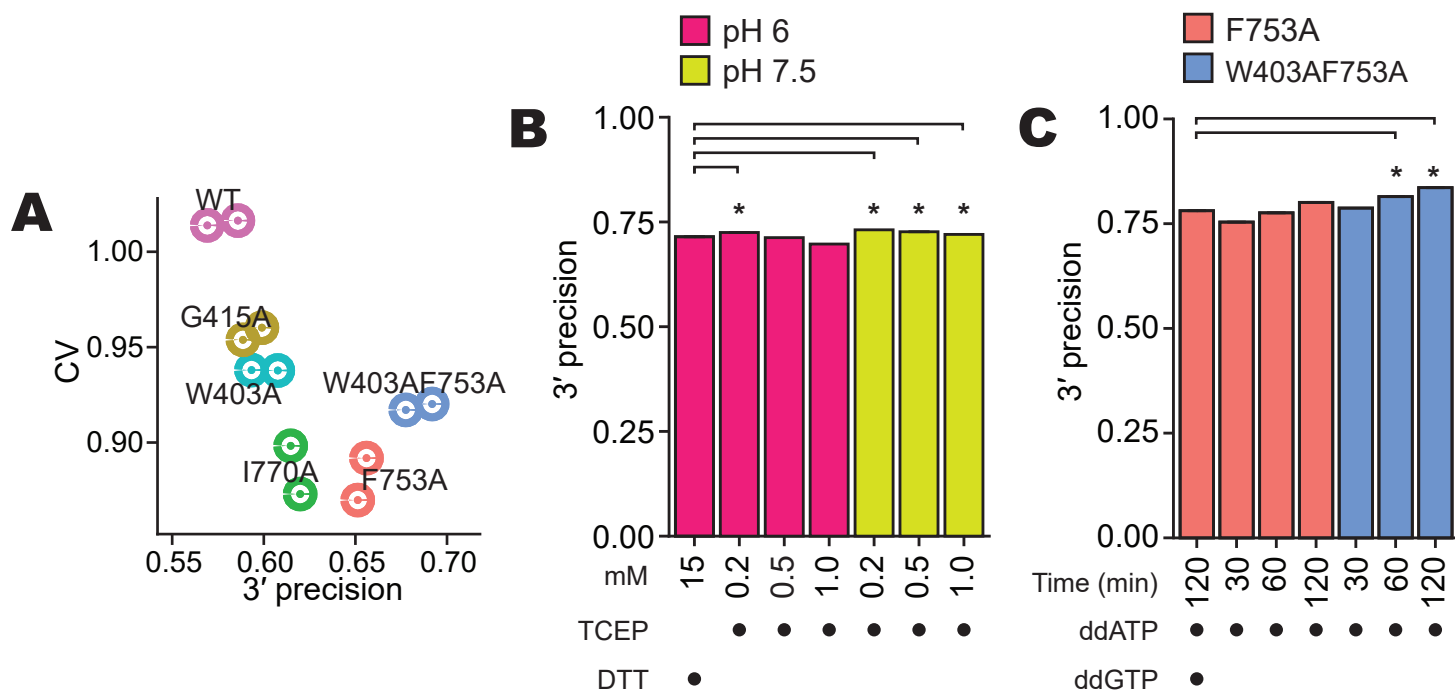 A
WT
G415A
W403A
W403AF753A
I770A
F753A
CV
1.00
0.95
0.90
0.55 0.60 0.65 0.70
3′ precision
B
pH 6
pH 7.5
3′ precision
1.00
0.75
0.50
0.25
0.00
* * * *
mM 15 0.2 0.5 1.0 0.2 0.5 1.0
TCEP
DTT
C
F753A
W403AF753A
3′ precision
1.00
0.75
0.50
0.25
0.00
* *
Time (min) 120 30 60 120 30 60 120
ddATP
ddGTP